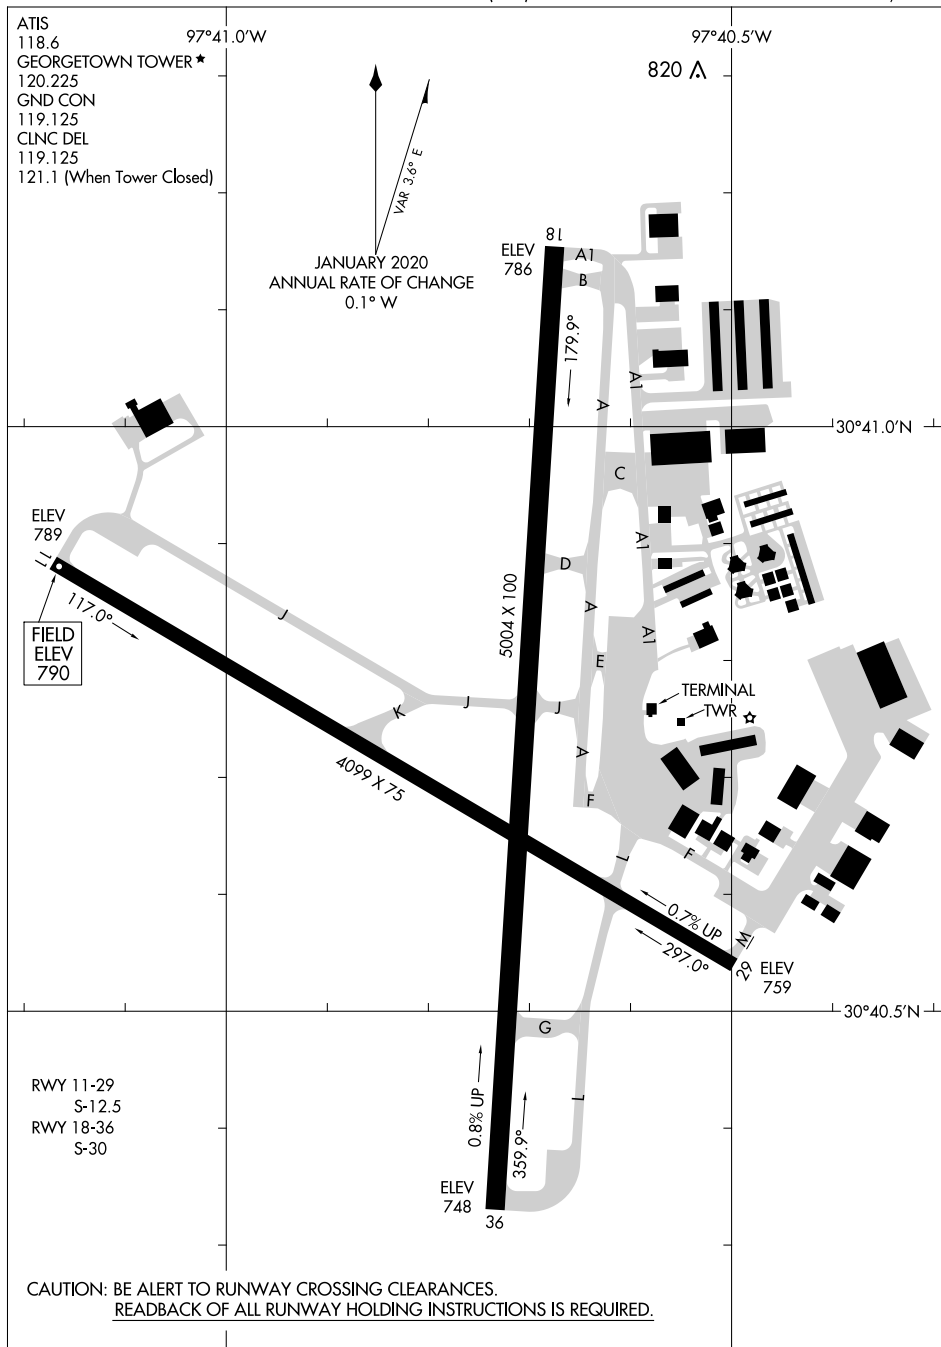 ATIS
118.6
GEORGETOWN TOWER★
120.225
GND CON
119.125
CLNC DEL
119.125
121.1 (When Tower Closed)
97°41.0'W
97°40.5'W
820
VAR 3.6° E
JANUARY 2020
ANNUAL RATE OF CHANGE
0.1° W
ELEV
786
18
A1
B
179.9°
A
A1
30°41.0'N
C
ELEV
789
11
A1
D
117.0°
FIELD
ELEV
790
J
5004 X 100
A
A1
E
TERMINAL
TWR
K
J
J
A
4099 X 75
F
L
F
0.7% UP
297.0°
M
29
ELEV
759
30°40.5'N
G
RWY 11-29
S-12.5
RWY 18-36
S-30
0.8% UP
359.9°
L
ELEV
748
36
CAUTION: BE ALERT TO RUNWAY CROSSING CLEARANCES.
READBACK OF ALL RUNWAY HOLDING INSTRUCTIONS IS REQUIRED.